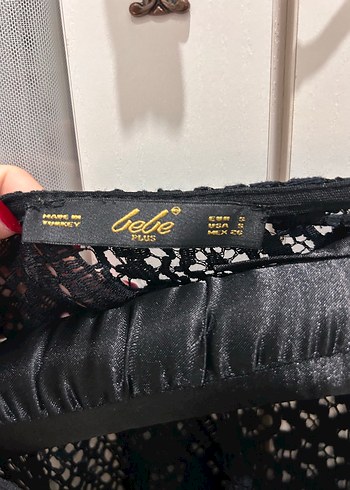 MADE IN
TURKEY
bebe
PLUS
EUR S
USA S
MEX 26